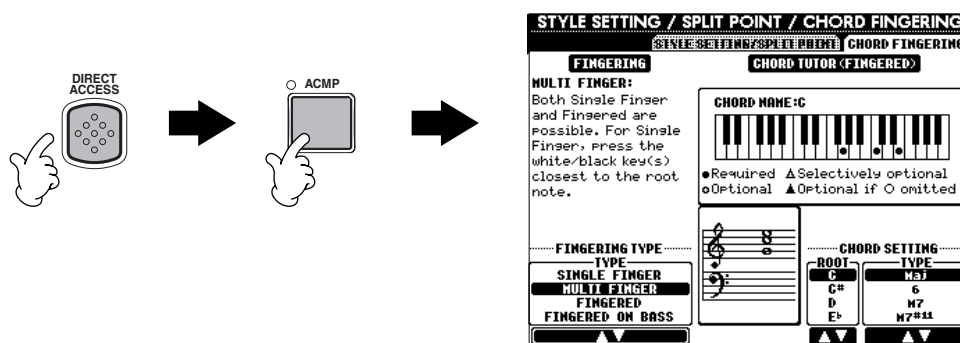 DIRECT
ACCESS
ACMP
STYLE SETTING / SPLIT POINT / CHORD FINGERING
STYLE SETTING/SPLIT POINT CHORD FINGERING
FINGERING
MULTI FINGER:
Both Single Finger
and Fingered are
possible. For Single
Finger, press the
white/black key(s)
closest to the root
note.
CHORD TUTOR (FINGERED)
CHORD NAME:C
●Required △Selectively optional
○Optional ▲Optional if ○ omitted
FINGERING TYPE
TYPE
SINGLE FINGER
MULTI FINGER
FINGERED
FINGERED ON BASS
CHORD SETTING
ROOT
C
C#
D
E♭
TYPE
Maj
6
M7
M7#11